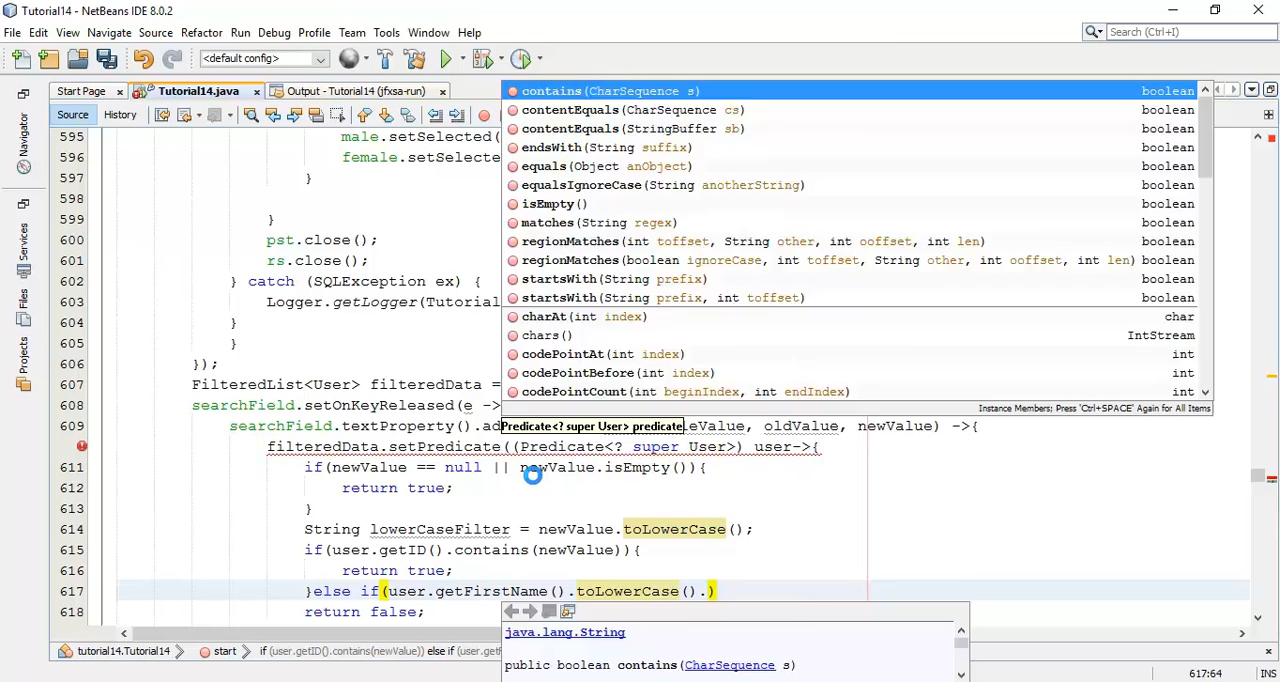 Tutorial14 - NetBeans IDE 8.0.2
File Edit View Navigate Source Refactor Run Debug Profile Team Tools Window Help
Search (Ctrl+I)
<default config>
Start Page Tutorial14.java Output - Tutorial14 (jfxsa-run)
Source History
Navigator
Services
Files
Projects
595 male.setSelected(
596 female.setSelecte
597 }
598
599 }
600 pst.close();
601 rs.close();
602 } catch (SQLException ex) {
603 Logger.getLogger(Tutorial
604 }
605 }
606 });
607 FilteredList<User> filteredData =
608 searchField.setOnKeyReleased(e ->
609 searchField.textProperty().ad
Predicate<? super User> predicate
leValue, oldValue, newValue) ->{
filteredData.setPredicate((Predicate<? super User>) user->{
611 if(newValue == null || newValue.isEmpty()){
612 return true;
613 }
614 String lowerCaseFilter = newValue.toLowerCase();
615 if(user.getID().contains(newValue)){
616 return true;
617 }else if(user.getFirstName().toLowerCase().)
618 return false;
contains(CharSequence s) boolean
contentEquals(CharSequence cs) boolean
contentEquals(StringBuffer sb) boolean
endsWith(String suffix) boolean
equals(Object anObject) boolean
equalsIgnoreCase(String anotherString) boolean
isEmpty() boolean
matches(String regex) boolean
regionMatches(int toffset, String other, int ooffset, int len) boolean
regionMatches(boolean ignoreCase, int toffset, String other, int ooffset, int len) boolean
startsWith(String prefix) boolean
startsWith(String prefix, int toffset) boolean
charAt(int index) char
chars() IntStream
codePointAt(int index) int
codePointBefore(int index) int
codePointCount(int beginIndex, int endIndex) int
Instance Members; Press 'Ctrl+SPACE' Again for All Items
java.lang.String
public boolean contains(CharSequence s)
tutorial14.Tutorial14 start if (user.getID().contains(newValue)) else if (user.getF
617:64 INS